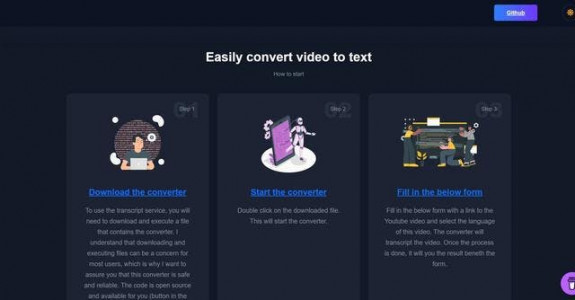 Github
Easily convert video to text
How to start
01
Step 1
Download the converter
To use the transcript service, you will
need to download and execute a file
that contains the converter. I
understand that downloading and
executing files can be a concern for
most users, which is why I want to
assure you that this converter is safe
and reliable. The code is open source
and available for you (button in the
02
Step 2
Start the converter
Double click on the downloaded file.
This will start the converter.
03
Step 3
Fill in the below form
Fill in the below form with a link to the
Youtube video and select the language
of this video. The converter will
transcript the video. Once the process
is done, it will you the result beneth the
form.